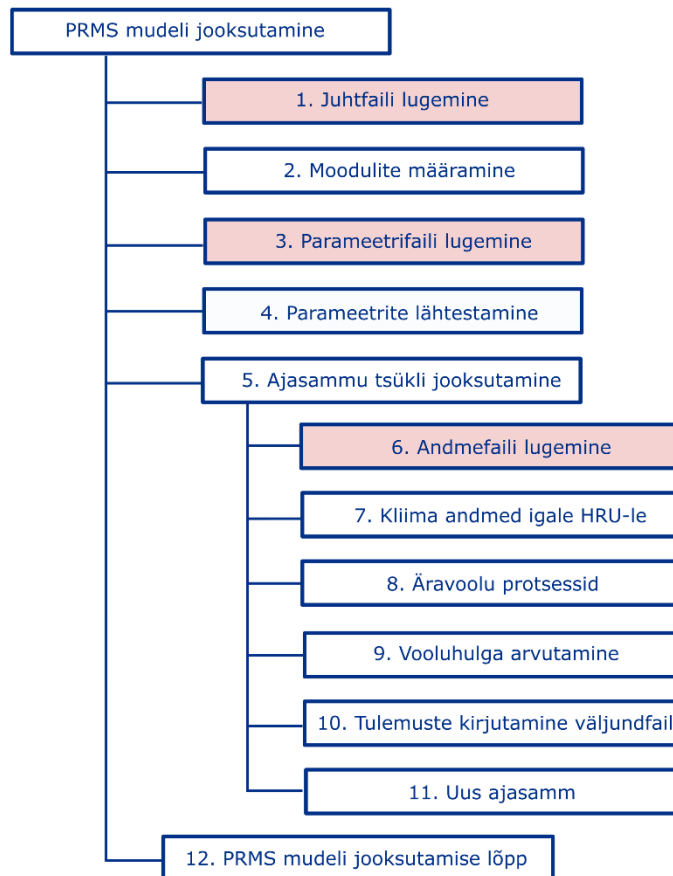 PRMS mudeli jooksutamine
1. Juhtfaili lugemine
2. Moodulite määramine
3. Parameetrifaili lugemine
4. Parameetrite lähtestamine
5. Ajasammu tsükli jooksutamine
6. Andmefaili lugemine
7. Kliima andmed igale HRU-le
8. Äravoolu protsessid
9. Vooluhulga arvutamine
10. Tulemuste kirjutamine väljundfail
11. Uus ajasamm
12. PRMS mudeli jooksutamise lõpp